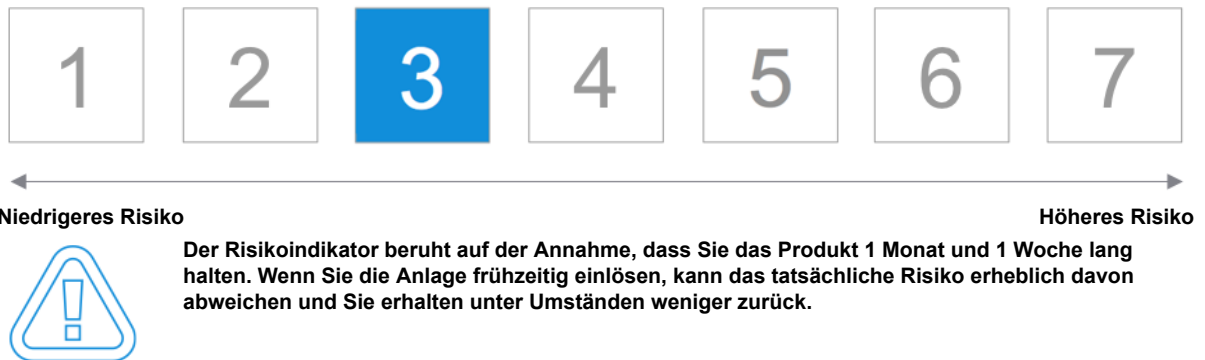 1 2 3 4 5 6 7
Niedrigeres Risiko Höheres Risiko
Der Risikoindikator beruht auf der Annahme, dass Sie das Produkt 1 Monat und 1 Woche lang
halten. Wenn Sie die Anlage frühzeitig einlösen, kann das tatsächliche Risiko erheblich davon
abweichen und Sie erhalten unter Umständen weniger zurück.